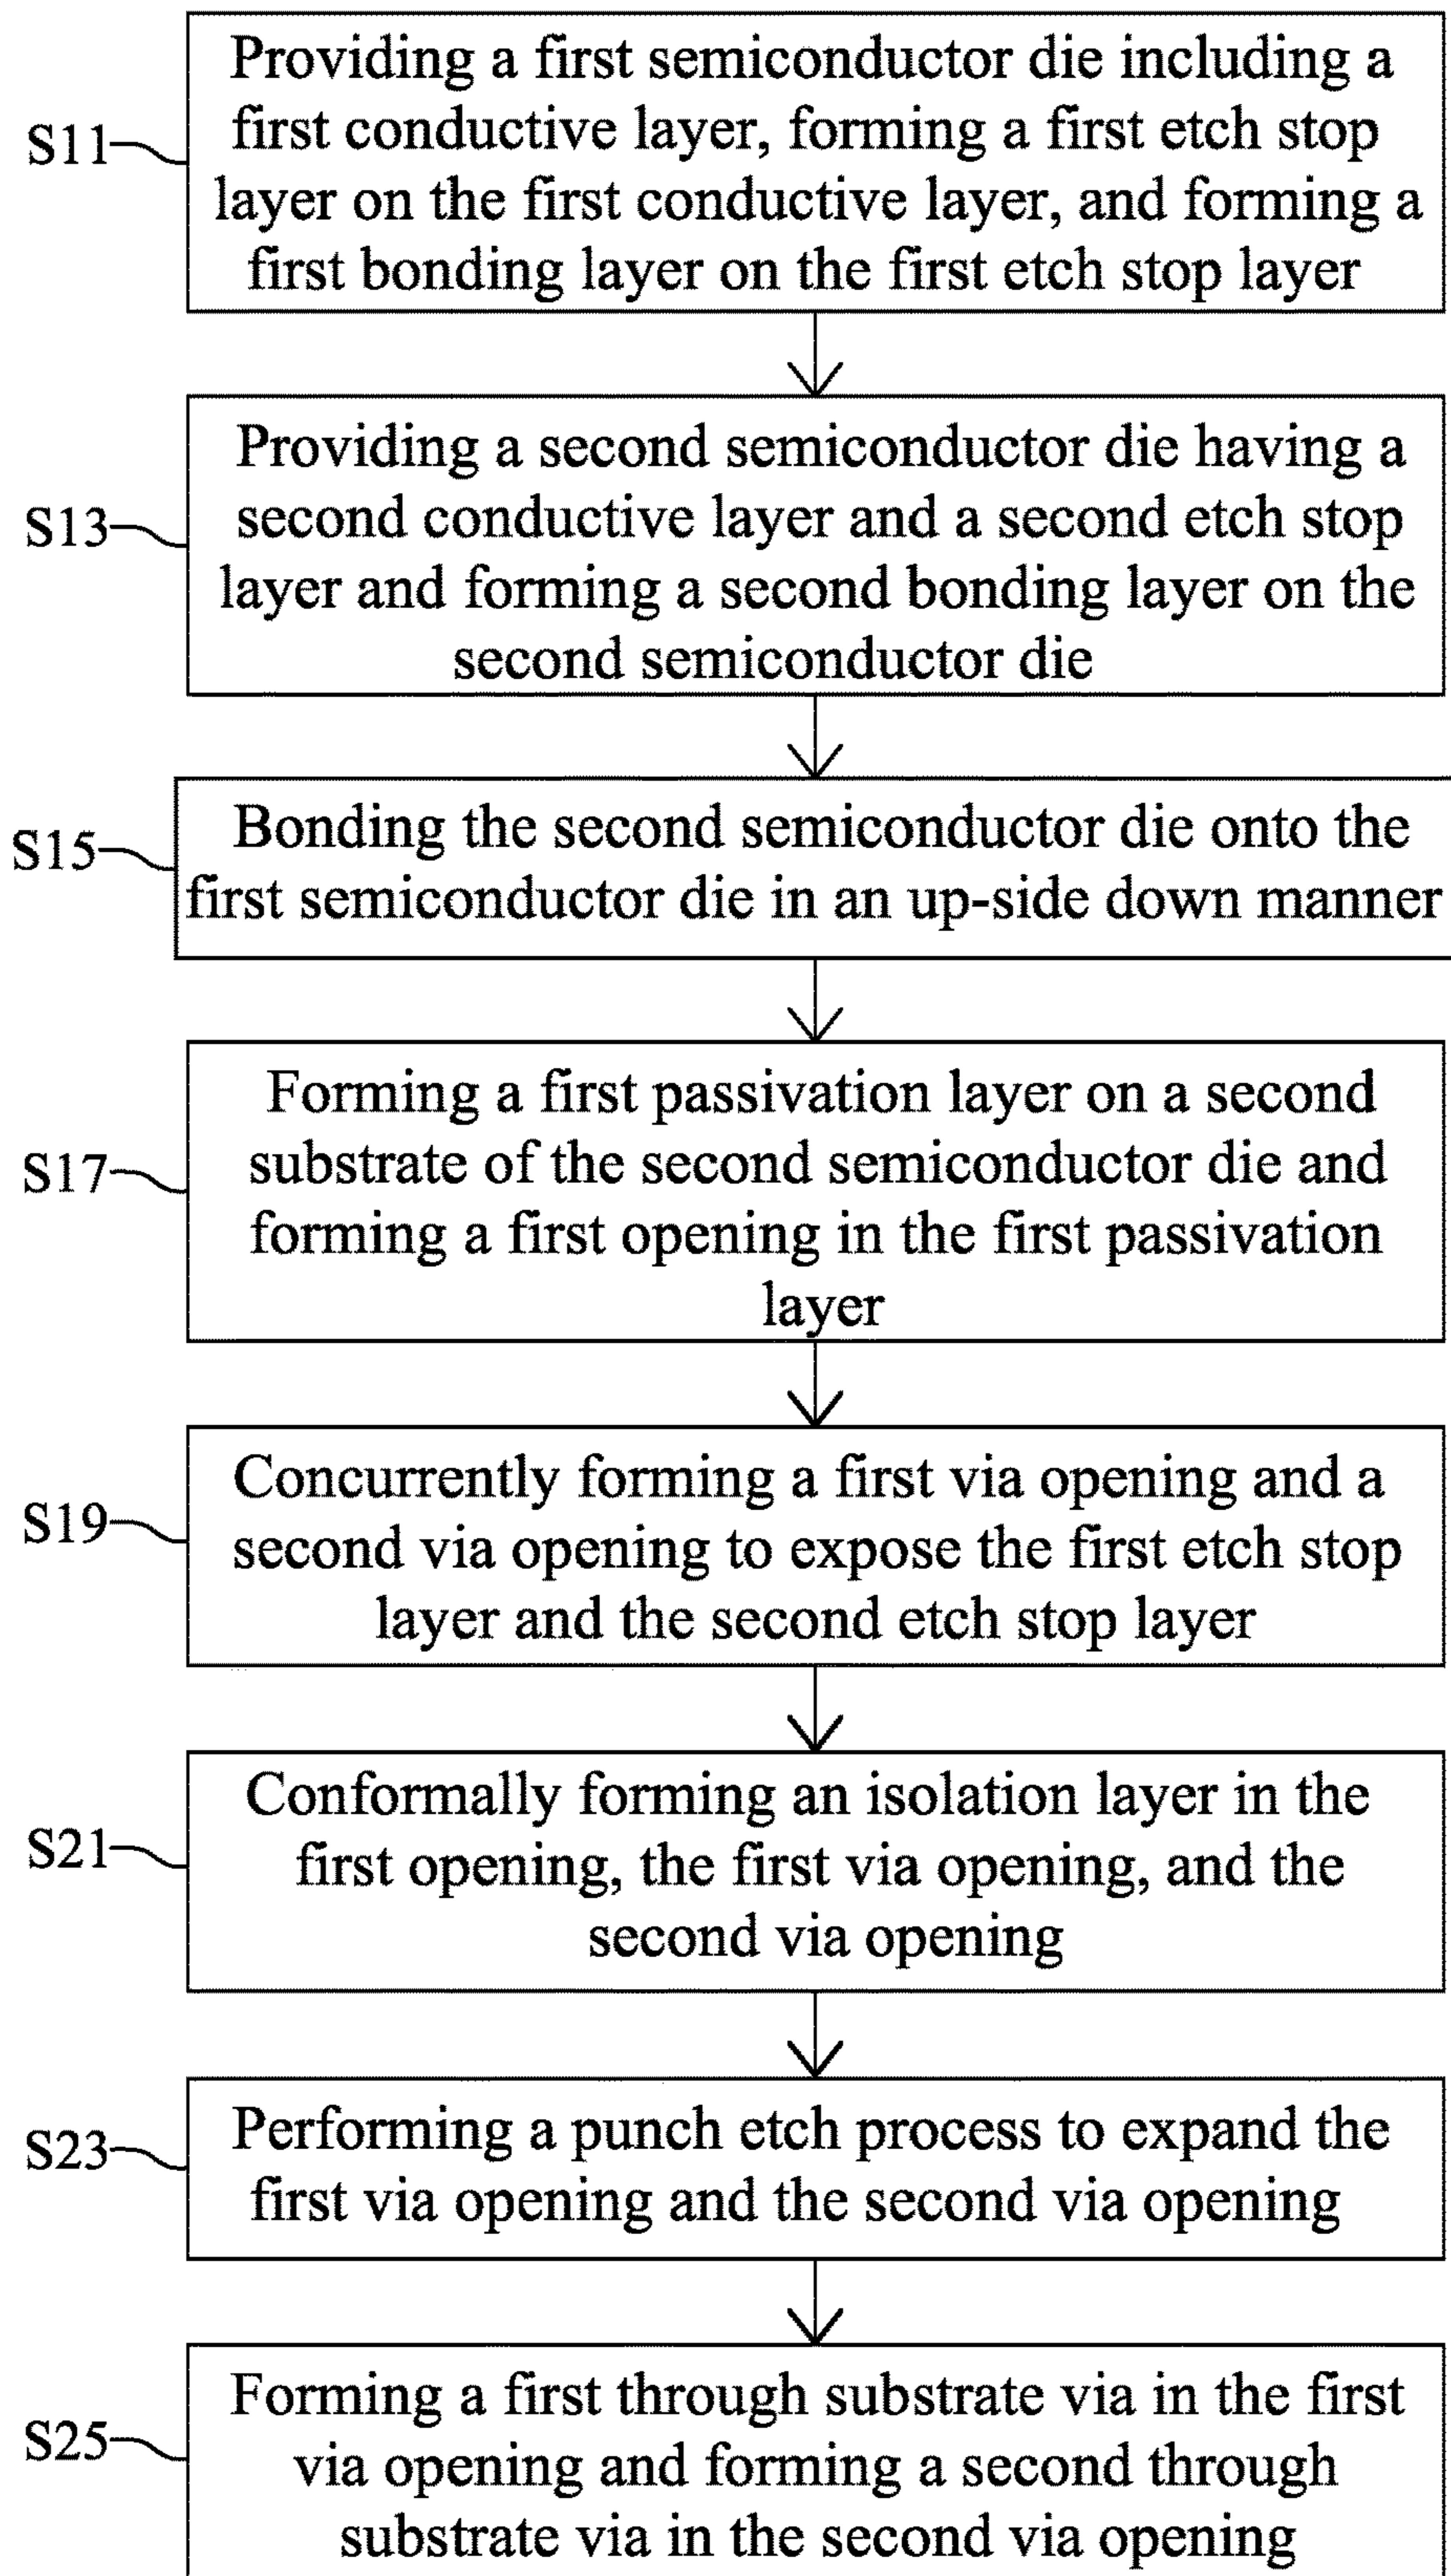 Providing a first semiconductor die including a
first conductive layer, forming a first etch stop
S11
layer on the first conductive layer, and forming a
first bonding layer on the first etch stop layer
Providing a second semiconductor die having a
second conductive layer and a second etch stop
S13
layer and forming a second bonding layer on the
second semiconductor die
Bonding the second semiconductor die onto the
S15
first semiconductor die in an up-side down manner
Forming a first passivation layer on a second
substrate of the second semiconductor die and
S17
forming a first opening in the first passivation
layer
Concurrently forming a first via opening and a
S19
second via opening to expose the first etch stop
layer and the second etch stop layer
Conformally forming an isolation layer in the
S21
first opening, the first via opening, and the
second via opening
Performing a punch etch process to expand the
S23
first via opening and the second via opening
Forming a first through substrate via in the first
S25
via opening and forming a second through
substrate via in the second via opening